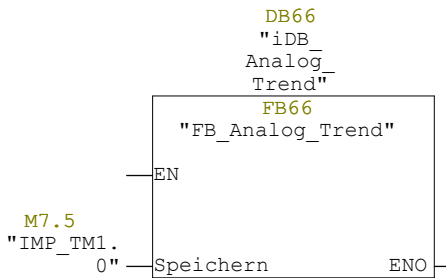 DB66
"iDB_
Analog_
Trend"
FB66
"FB_Analog_Trend"
EN
M7.5
"IMP_TM1.
0"
Speichern
ENO